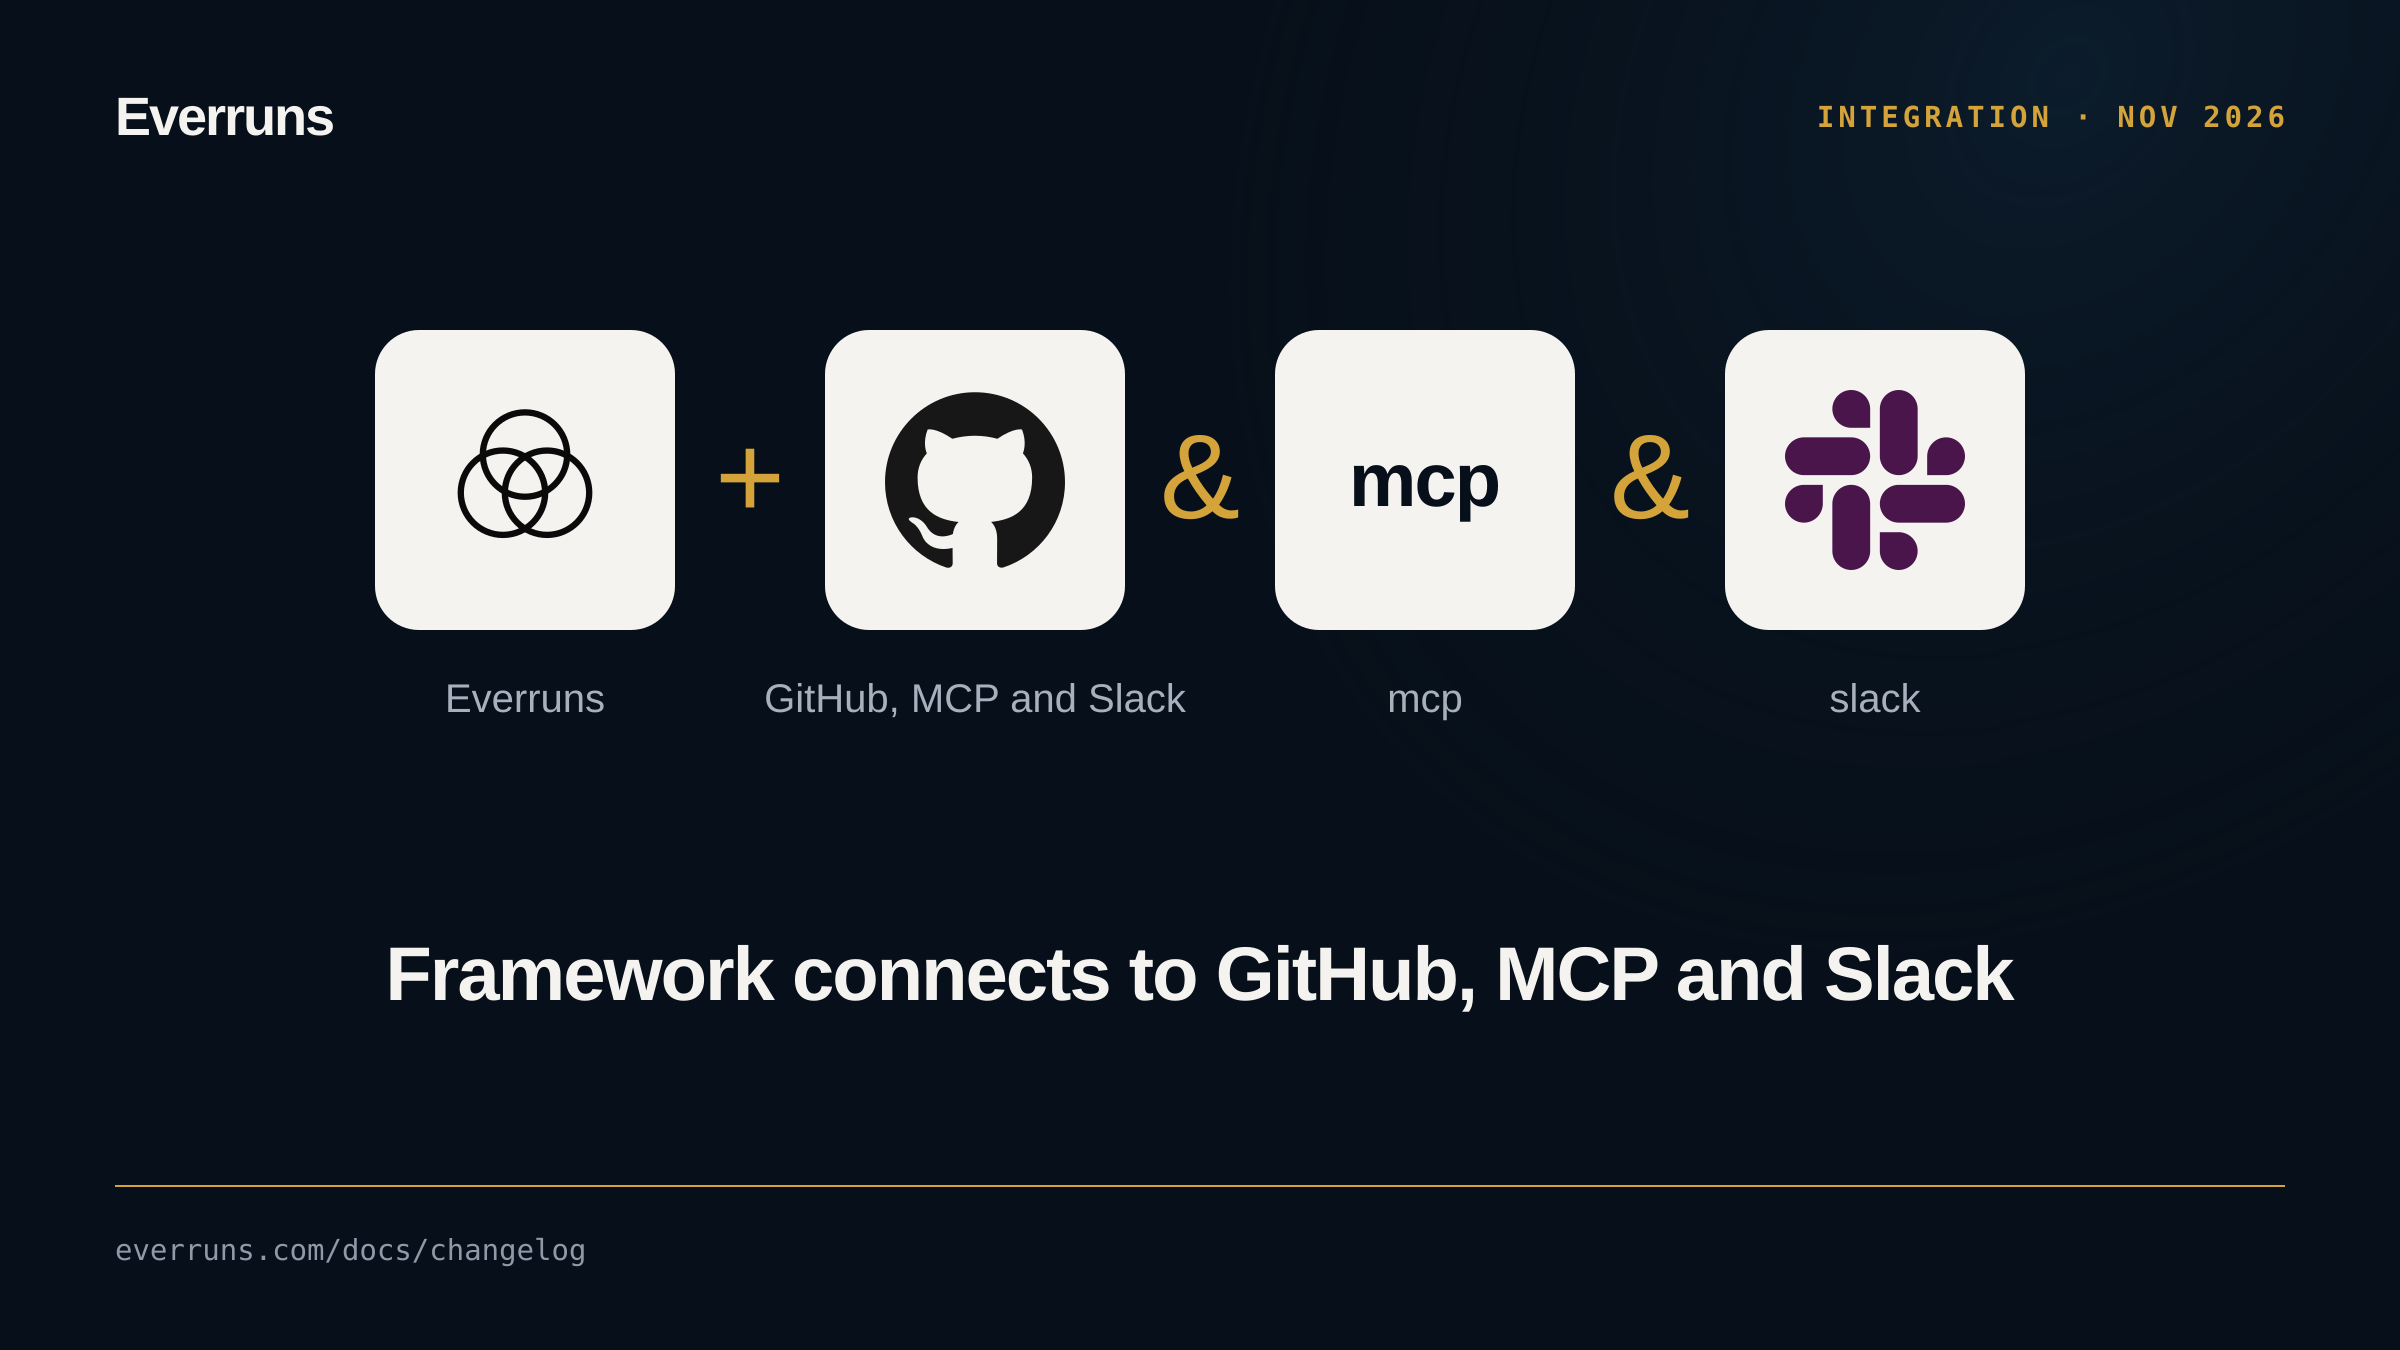 Everruns
INTEGRATION · NOV 2026
+ & mcp &
Everruns GitHub, MCP and Slack mcp slack
Framework connects to GitHub, MCP and Slack
everruns.com/docs/changelog